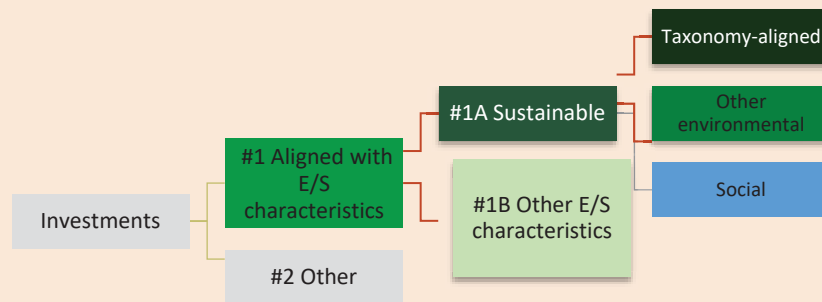 Investments
#1 Aligned with
E/S
characteristics
#2 Other
#1A Sustainable
#1B Other E/S
characteristics
Taxonomy-aligned
Other
environmental
Social